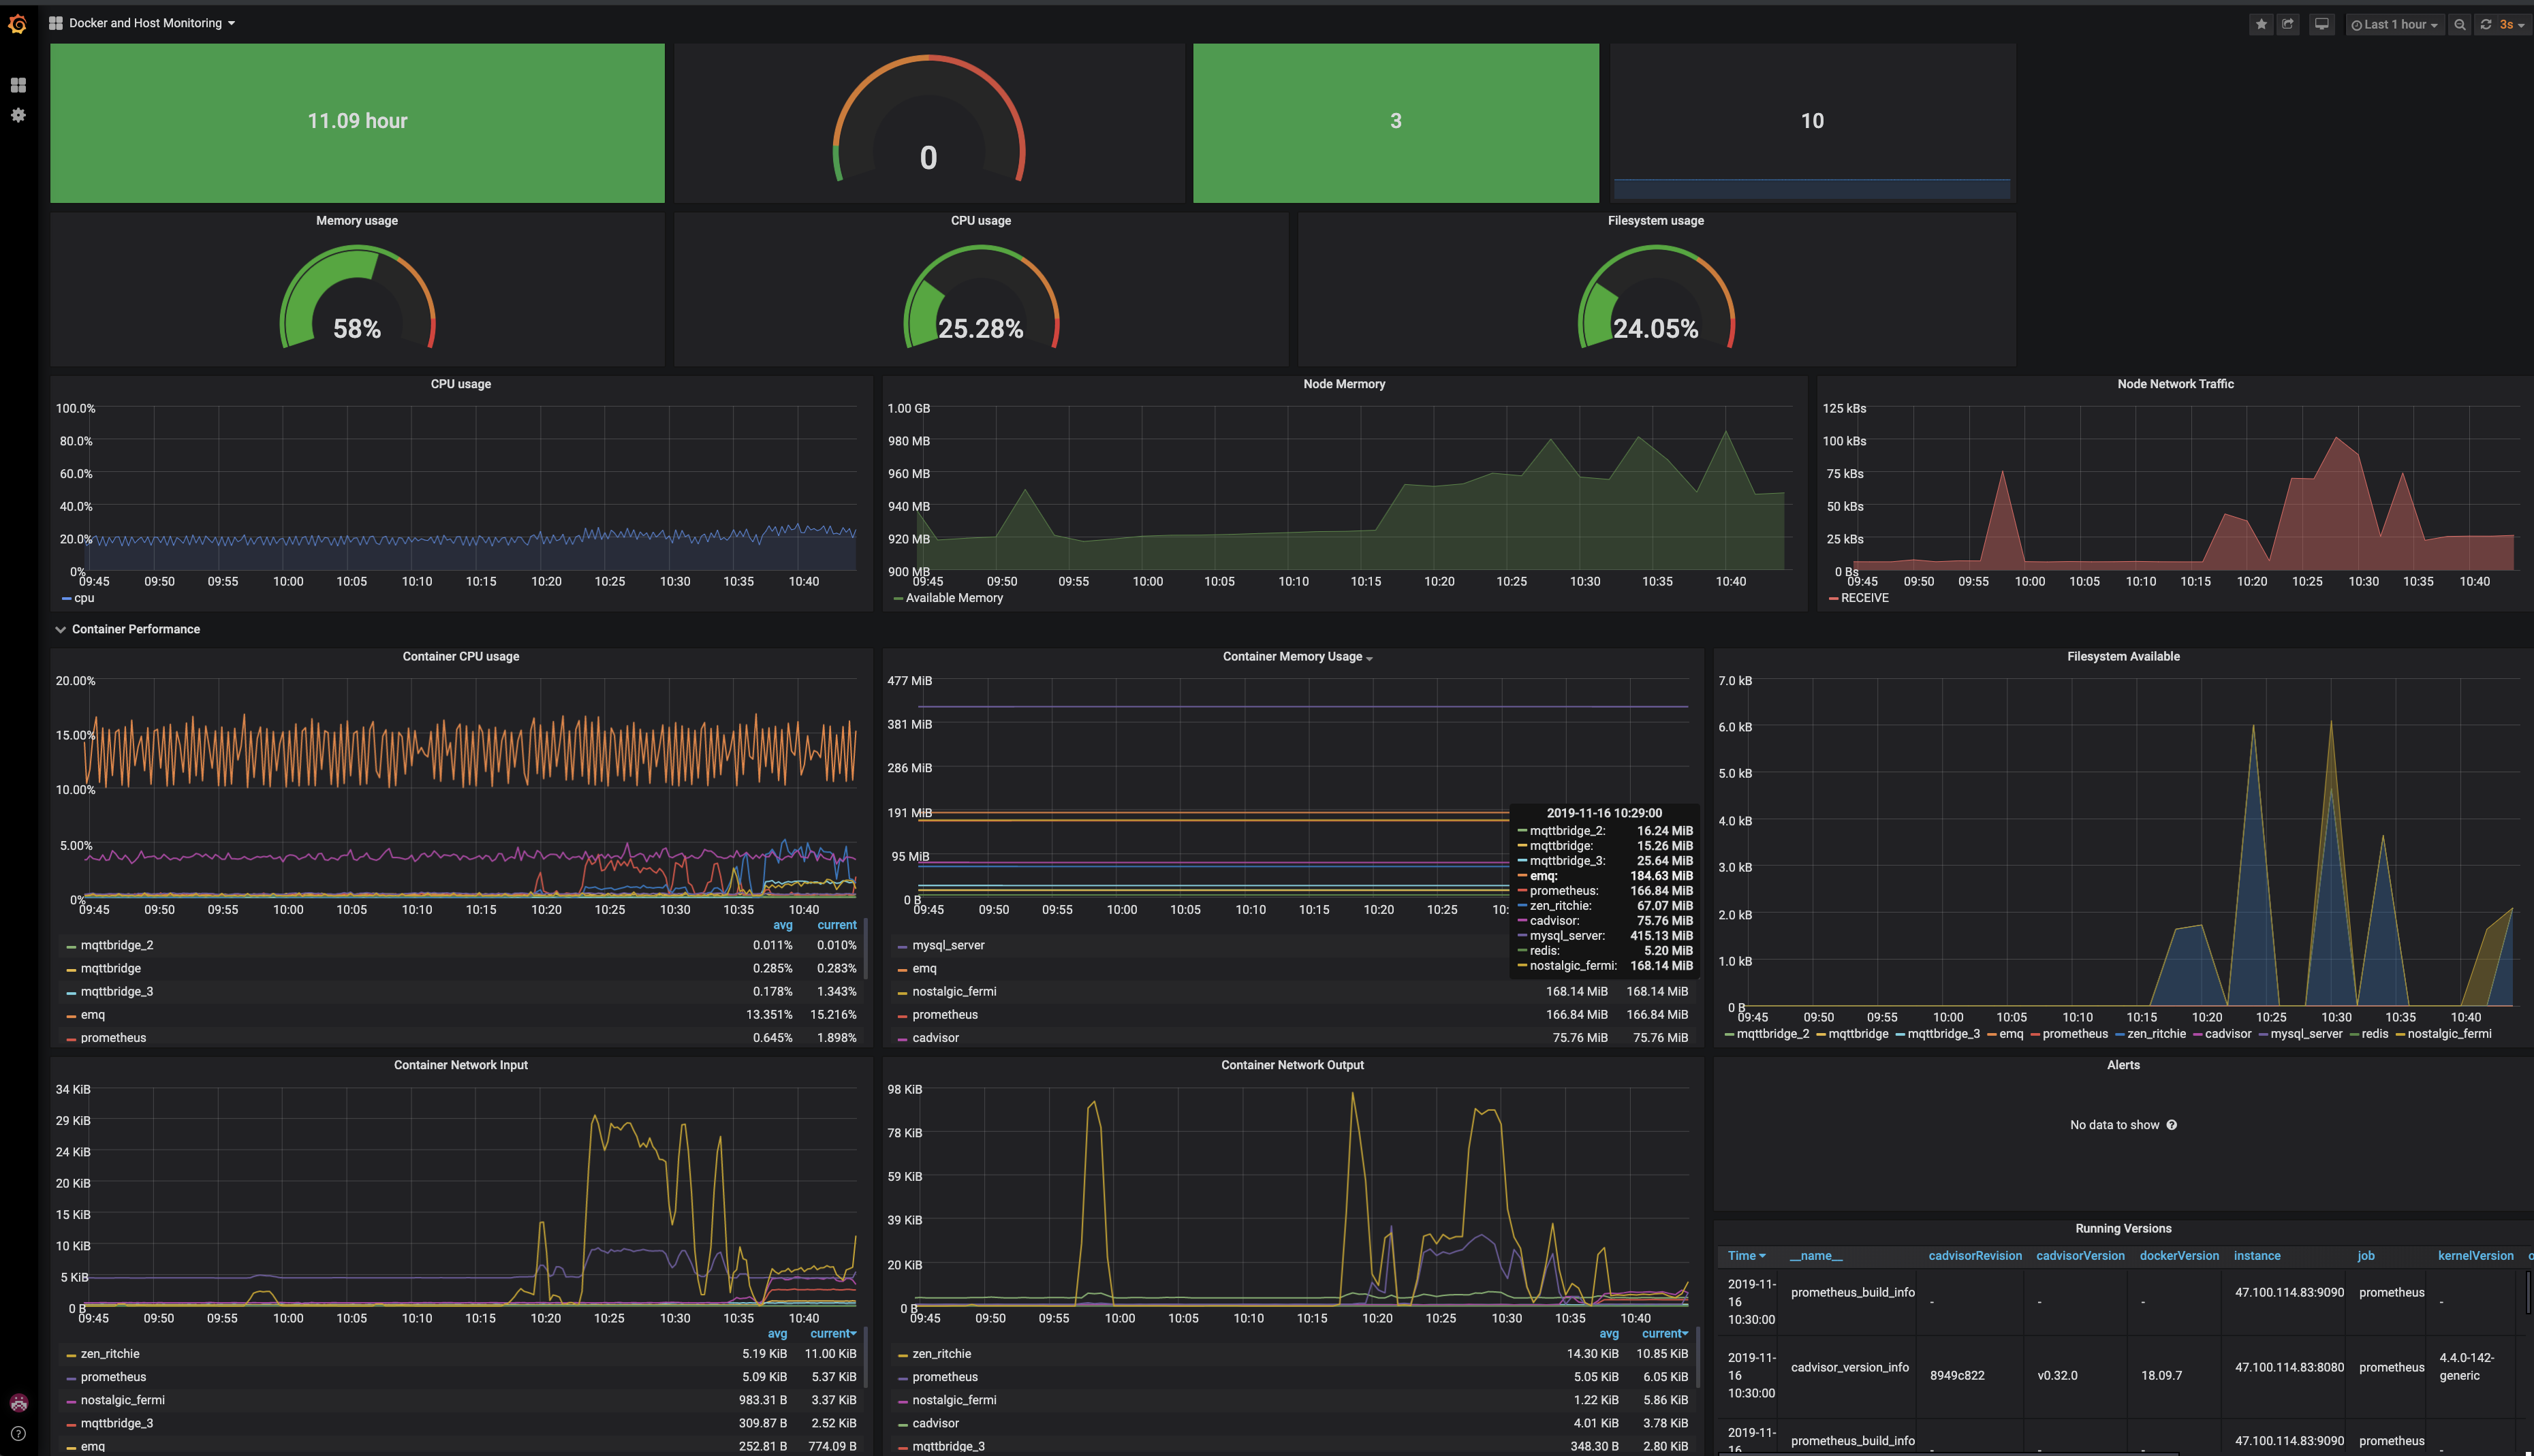 Docker and Host Monitoring
Last 1 hour
3s
11.09 hour
0
3
10
Memory usage
58%
CPU usage
25.28%
Filesystem usage
24.05%
CPU usage
100.0%
80.0%
60.0%
40.0%
20.0%
0%
09:45 09:50 09:55 10:00 10:05 10:10 10:15 10:20 10:25 10:30 10:35 10:40
cpu
Node Mermory
1.00 GB
980 MB
960 MB
940 MB
920 MB
900 MB
09:45 09:50 09:55 10:00 10:05 10:10 10:15 10:20 10:25 10:30 10:35 10:40
Available Memory
Node Network Traffic
125 kBs
100 kBs
75 kBs
50 kBs
25 kBs
0 Bs
09:45 09:50 09:55 10:00 10:05 10:10 10:15 10:20 10:25 10:30 10:35 10:40
RECEIVE
Container Performance
Container CPU usage
20.00%
15.00%
10.00%
5.00%
0%
09:45 09:50 09:55 10:00 10:05 10:10 10:15 10:20 10:25 10:30 10:35 10:40
avg current
mqttbridge_2 0.011% 0.010%
mqttbridge 0.285% 0.283%
mqttbridge_3 0.178% 1.343%
emq 13.351% 15.216%
prometheus 0.645% 1.898%
Container Memory Usage
477 MiB
381 MiB
286 MiB
191 MiB
95 MiB
0 B
09:45 09:50 09:55 10:00 10:05 10:10 10:15 10:20 10:25 10:
2019-11-16 10:29:00
mqttbridge_2: 16.24 MiB
mqttbridge: 15.26 MiB
mqttbridge_3: 25.64 MiB
emq: 184.63 MiB
prometheus: 166.84 MiB
zen_ritchie: 67.07 MiB
cadvisor: 75.76 MiB
mysql_server: 415.13 MiB
redis: 5.20 MiB
nostalgic_fermi: 168.14 MiB
mysql_server
emq
nostalgic_fermi 168.14 MiB 168.14 MiB
prometheus 166.84 MiB 166.84 MiB
cadvisor 75.76 MiB 75.76 MiB
Filesystem Available
7.0 kB
6.0 kB
5.0 kB
4.0 kB
3.0 kB
2.0 kB
1.0 kB
0 B
09:45 09:50 09:55 10:00 10:05 10:10 10:15 10:20 10:25 10:30 10:35 10:40
mqttbridge_2 mqttbridge mqttbridge_3 emq prometheus zen_ritchie cadvisor mysql_server redis nostalgic_fermi
Container Network Input
34 KiB
29 KiB
24 KiB
20 KiB
15 KiB
10 KiB
5 KiB
0 B
09:45 09:50 09:55 10:00 10:05 10:10 10:15 10:20 10:25 10:30 10:35 10:40
avg current
zen_ritchie 5.19 KiB 11.00 KiB
prometheus 5.09 KiB 5.37 KiB
nostalgic_fermi 983.31 B 3.37 KiB
mqttbridge_3 309.87 B 2.52 KiB
emq 252.81 B 774.09 B
Container Network Output
98 KiB
78 KiB
59 KiB
39 KiB
20 KiB
0 B
09:45 09:50 09:55 10:00 10:05 10:10 10:15 10:20 10:25 10:30 10:35 10:40
avg current
zen_ritchie 14.30 KiB 10.85 KiB
prometheus 5.05 KiB 6.05 KiB
nostalgic_fermi 1.22 KiB 5.86 KiB
cadvisor 4.01 KiB 3.78 KiB
mqttbridge_3 348.30 B 2.80 KiB
Alerts
No data to show
Running Versions
Time __name__ cadvisorRevision cadvisorVersion dockerVersion instance job kernelVersion
2019-11-16 10:30:00 prometheus_build_info - - - 47.100.114.83:9090 prometheus -
2019-11-16 10:30:00 cadvisor_version_info 8949c822 v0.32.0 18.09.7 47.100.114.83:8080 prometheus 4.4.0-142-generic
2019-11-16 prometheus_build_info - - - 47.100.114.83:9090 prometheus -